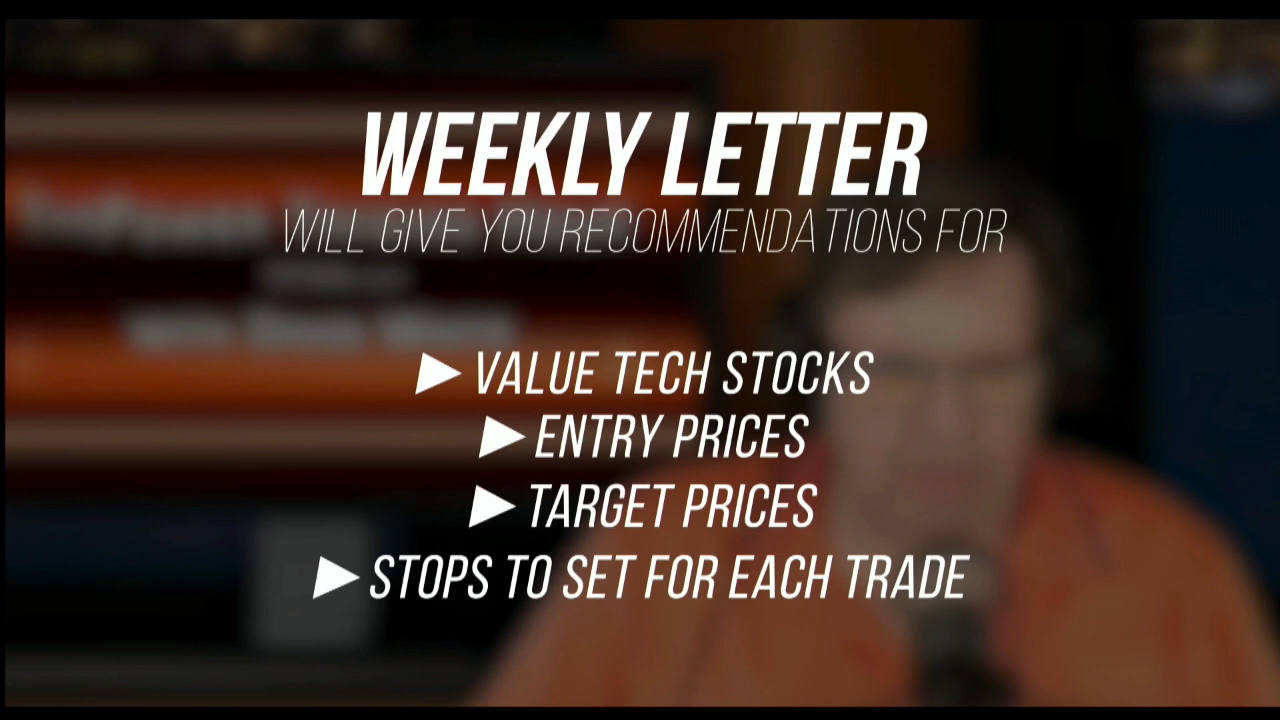 WEEKLY LETTER
WILL GIVE YOU RECOMMENDATIONS FOR
▶ VALUE TECH STOCKS
▶ ENTRY PRICES
▶ TARGET PRICES
▶ STOPS TO SET FOR EACH TRADE